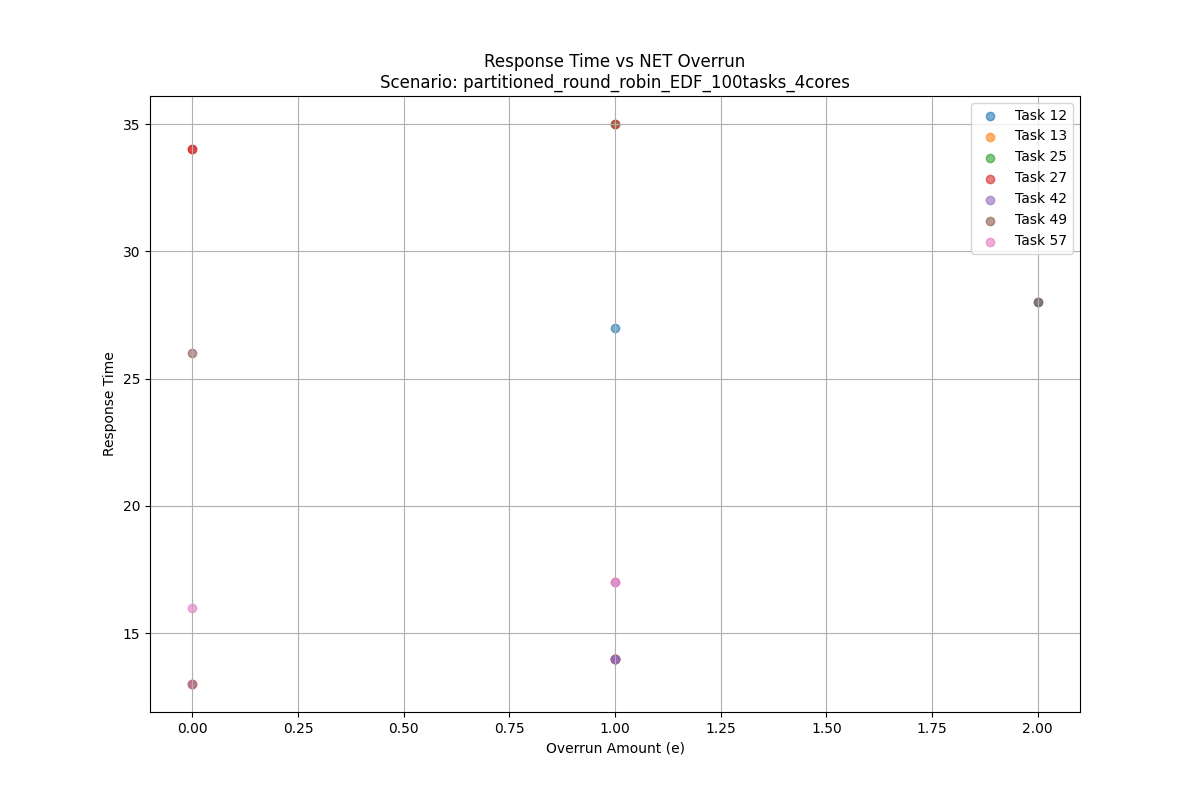 Response Time vs NET Overrun
Scenario: partitioned_round_robin_EDF_100tasks_4cores
Task 12
Task 13
Task 25
Task 27
Task 42
Task 49
Task 57
35
30
25
20
15
Response Time
0.00 0.25 0.50 0.75 1.00 1.25 1.50 1.75 2.00
Overrun Amount (e)